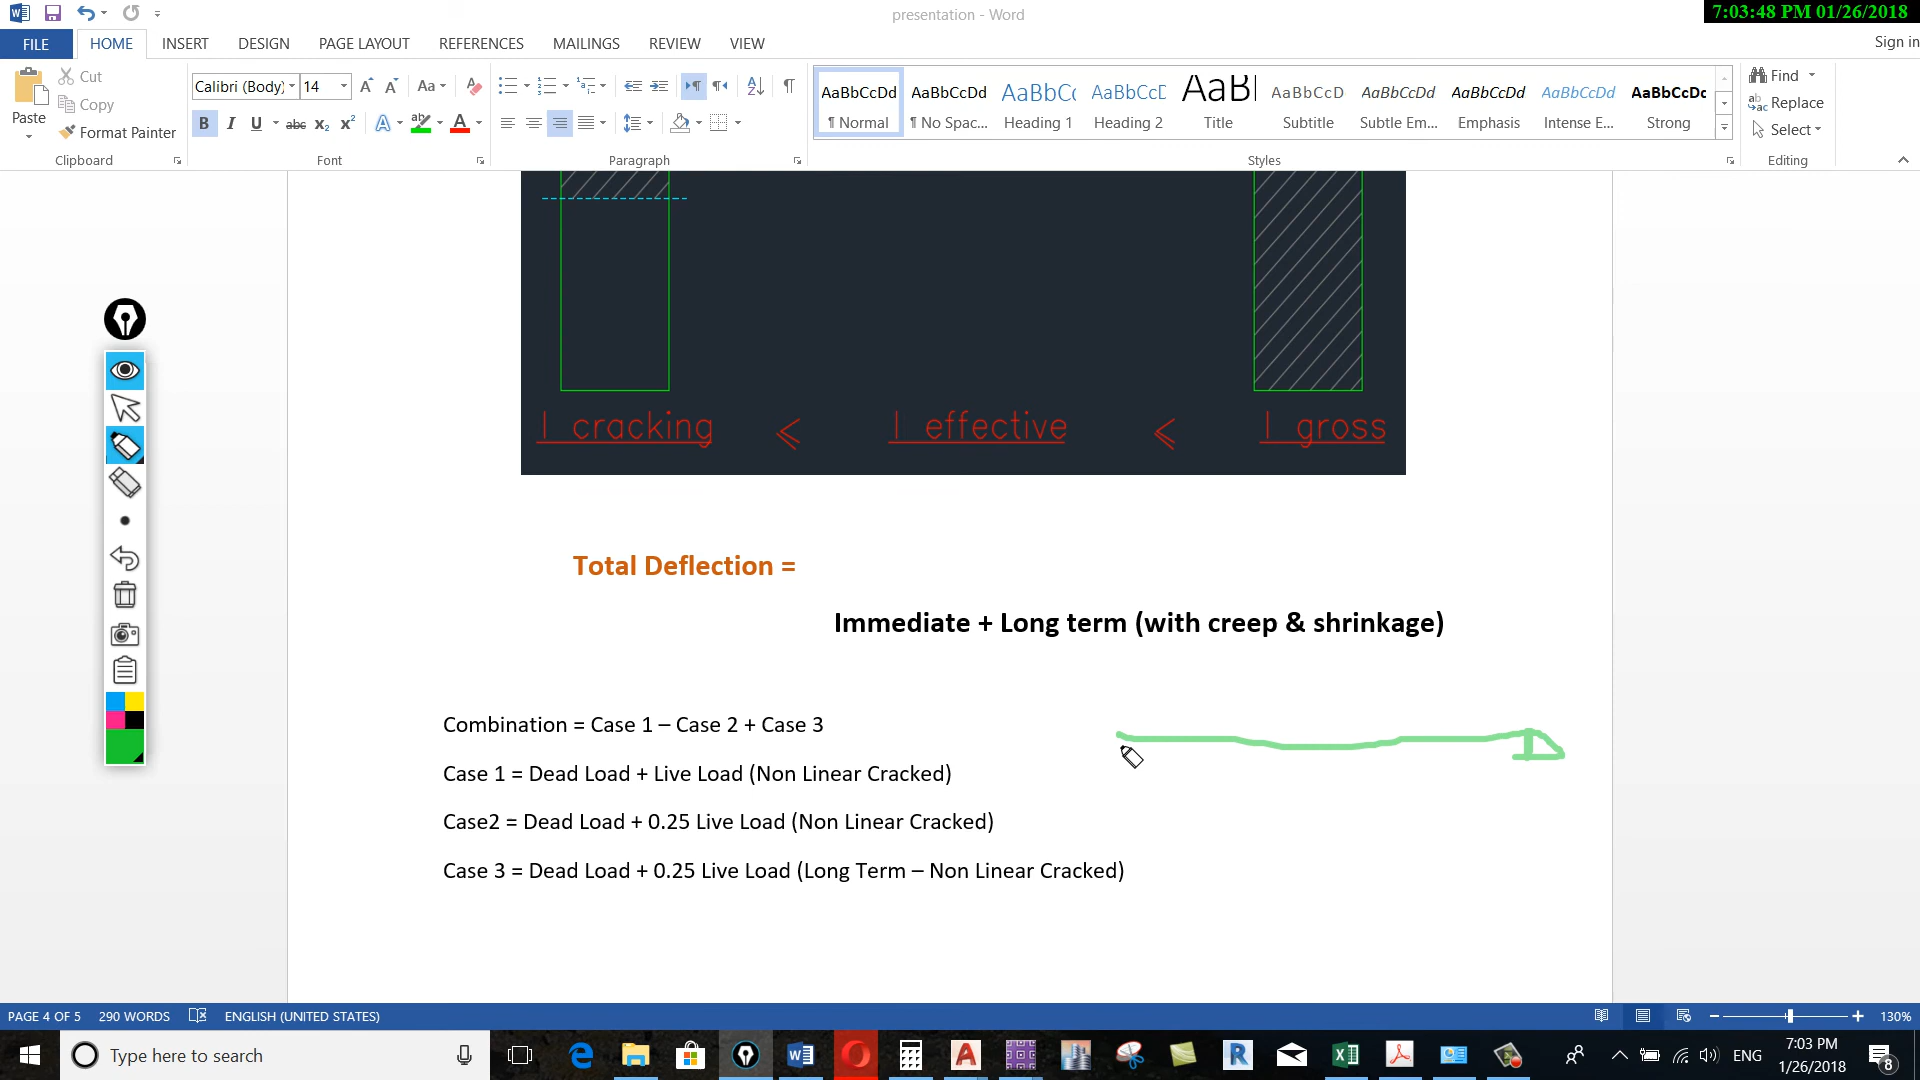 presentation - Word
7:03:48 PM 01/26/2018
FILE HOME INSERT DESIGN PAGE LAYOUT REFERENCES MAILINGS REVIEW VIEW Sign in
Paste
Cut
Copy
Format Painter
Clipboard
Calibri (Body) 14
Font
Paragraph
AaBbCcDd ¶ Normal
AaBbCcDd ¶ No Spac...
AaBbCc Heading 1
AaBbCcD Heading 2
AaB Title
AaBbCcD Subtitle
AaBbCcDd Subtle Em...
AaBbCcDd Emphasis
AaBbCcDd Intense E...
AaBbCcDc Strong
Styles
Find
Replace
Select
Editing
I cracking < I effective < I gross
Total Deflection =
Immediate + Long term (with creep & shrinkage)
Combination = Case 1 – Case 2 + Case 3
Case 1 = Dead Load + Live Load (Non Linear Cracked)
Case2 = Dead Load + 0.25 Live Load (Non Linear Cracked)
Case 3 = Dead Load + 0.25 Live Load (Long Term – Non Linear Cracked)
PAGE 4 OF 5 290 WORDS ENGLISH (UNITED STATES) 130%
Type here to search
ENG
7:03 PM
1/26/2018
8